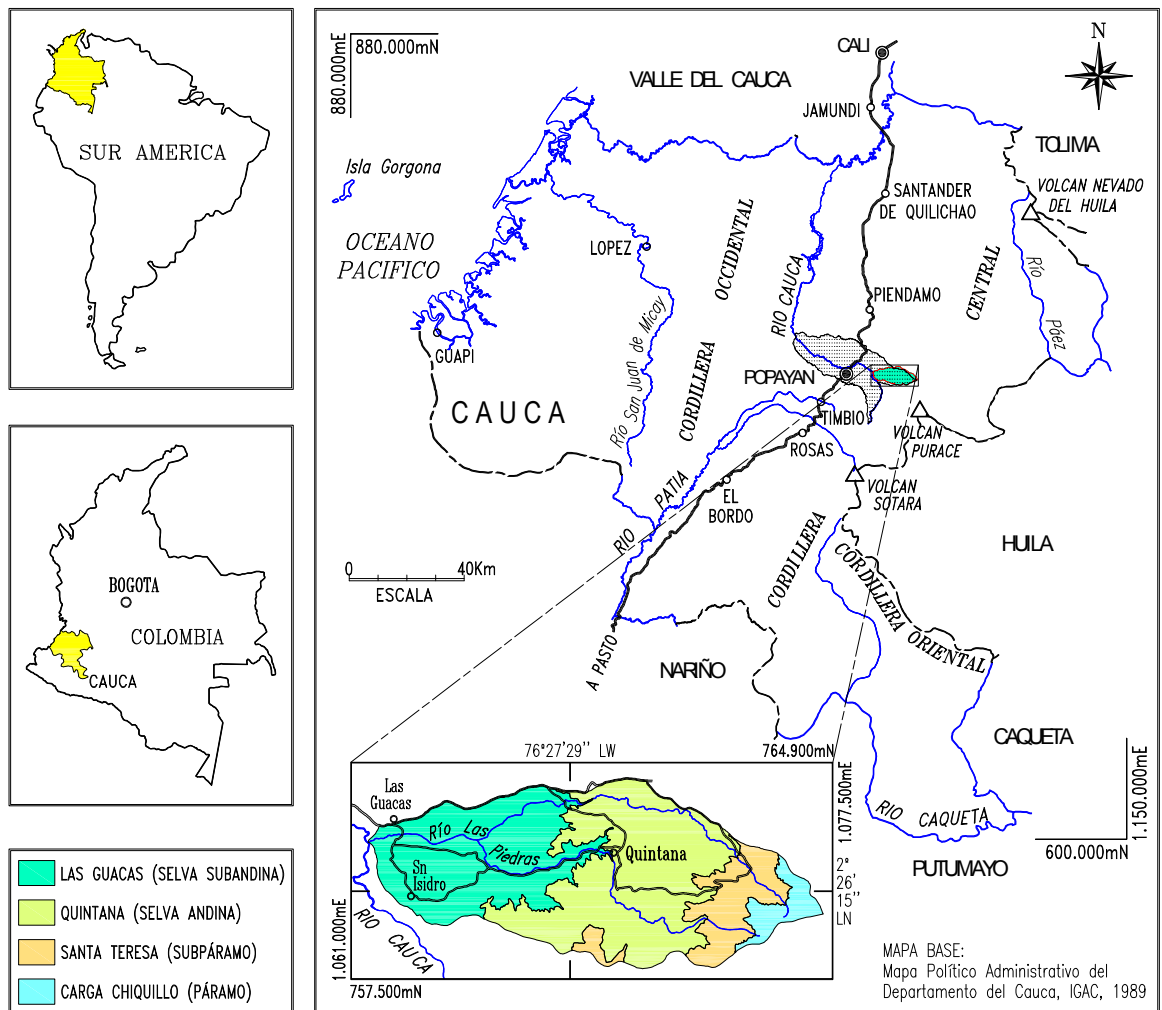 SUR AMERICA
BOGOTA
COLOMBIA
CAUCA
LAS GUACAS (SELVA SUBANDINA)
QUINTANA (SELVA ANDINA)
SANTA TERESA (SUBPÁRAMO)
CARGA CHIQUILLO (PÁRAMO)
880.000mE
880.000mN
CALI
N
VALLE DEL CAUCA
JAMUNDI
TOLIMA
Isla Gorgona
VOLCAN NEVADO
DEL HUILA
SANTANDER
DE QUILICHAO
OCEANO
PACIFICO
LOPEZ
OCCIDENTAL
CENTRAL
Río
Páez
RIO CAUCA
PIENDAMO
GUAPI
Río San Juan de Micay
CORDILLERA
POPAYAN
CAUCA
TIMBIO
VOLCAN
PURACE
ROSAS
PATIA
RIO
EL
BORDO
VOLCAN
SOTARA
HUILA
0
40Km
ESCALA
CORDILLERA
CORDILLERA ORIENTAL
A PASTO
NARIÑO
CAQUETA
RIO CAQUETA
PUTUMAYO
1.150.000mE
600.000mN
76°27'29'' LW
764.900mN
1.077.500mE
Las
Guacas
Río Las
Piedras
Quintana
Sn
Isidro
RIO CAUCA
2°
26'
15''
LN
1.061.000mE
757.500mN
MAPA BASE:
Mapa Político Administrativo del
Departamento del Cauca, IGAC, 1989